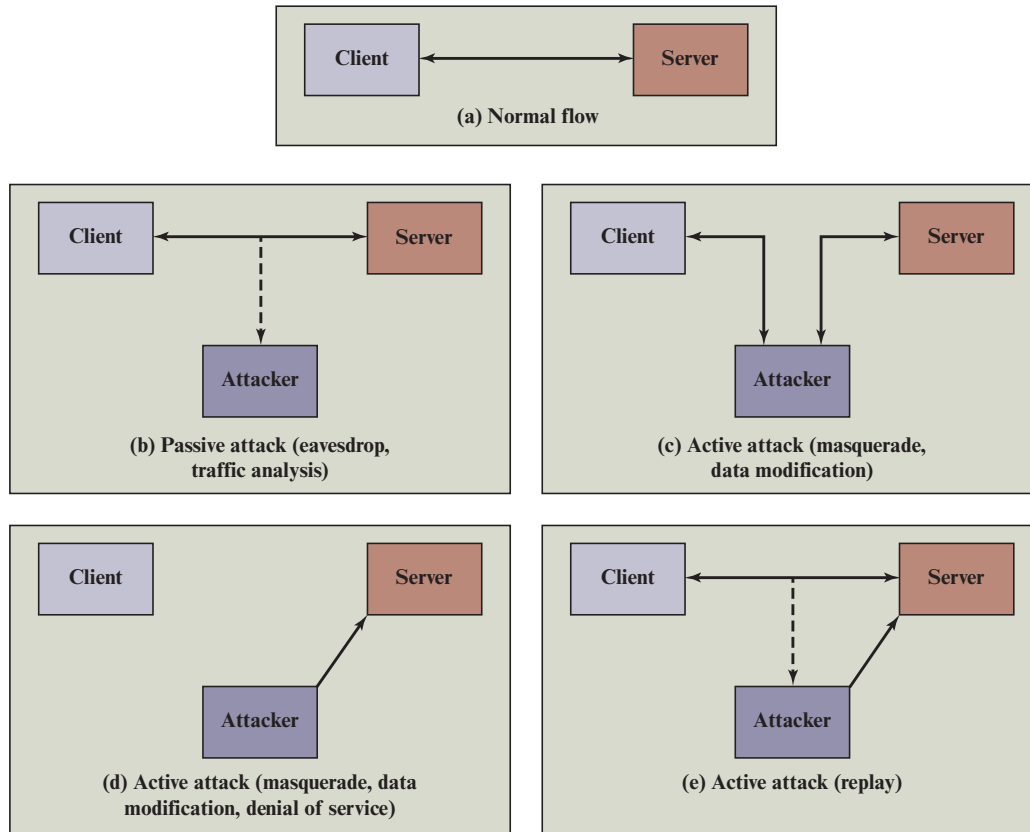 Client
Server
(a) Normal flow
Client
Server
Attacker
(b) Passive attack (eavesdrop,
traffic analysis)
Client
Server
Attacker
(c) Active attack (masquerade,
data modification)
Client
Server
Attacker
(d) Active attack (masquerade, data
modification, denial of service)
Client
Server
Attacker
(e) Active attack (replay)